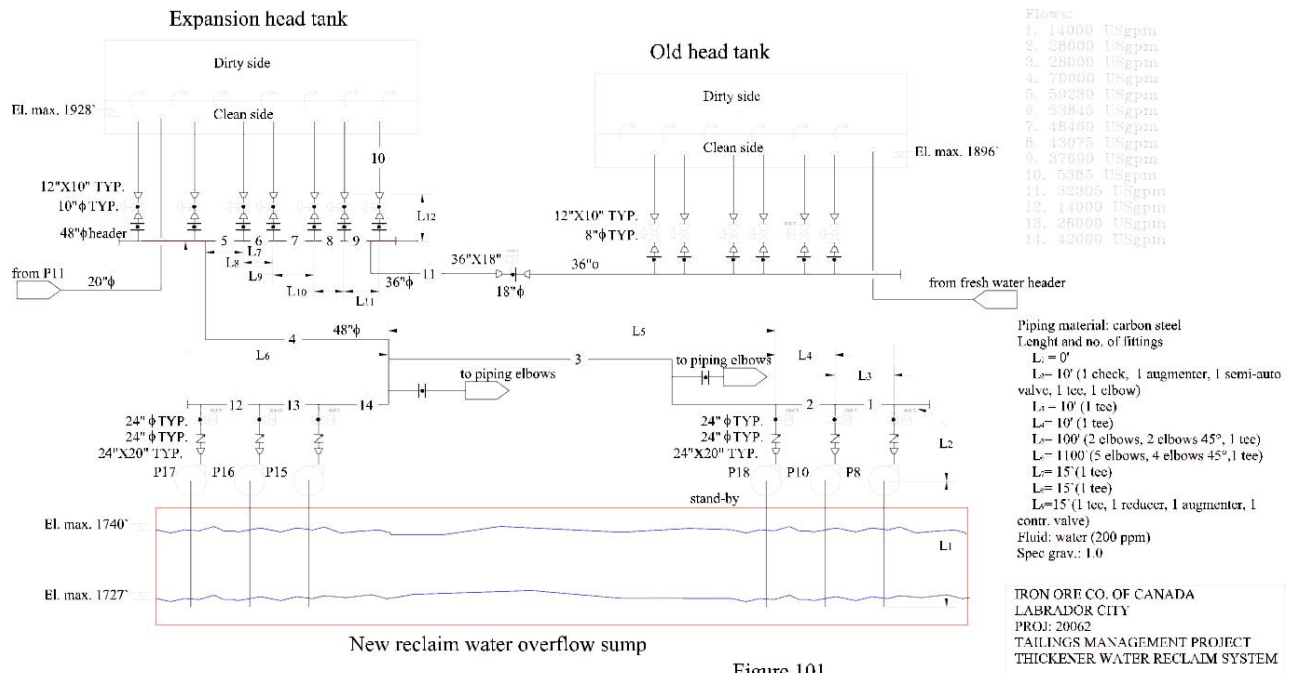 Expansion head tank
Dirty side
Clean side
El. max. 1928`
Old head tank
Dirty side
Clean side
El. max. 1896`
Flows:
1. 14000 USgpm
2. 28000 USgpm
3. 28000 USgpm
4. 70000 USgpm
5. 59230 USgpm
6. 53845 USgpm
7. 48460 USgpm
8. 43075 USgpm
9. 37690 USgpm
10. 5385 USgpm
11. 32305 USgpm
12. 14000 USgpm
13. 28000 USgpm
14. 42000 USgpm
10
12"X10" TYP.
10"ϕTYP.
48"ϕheader
L12
5 6 7 8 9
L7
L8
L9
L10
L11
from P11
20"ϕ
36"ϕ
11
36"X18"
18"ϕ
12"X10" TYP.
8"ϕTYP.
36"o
from fresh water header
4
48"ϕ
L6
L5
3
L4
L3
to piping elbows
to piping elbows
12 13 14
2 1
24" ϕTYP.
24" ϕTYP.
24"X20" TYP.
P17 P16 P15
24" ϕTYP.
24" ϕTYP.
24"X20" TYP.
P18 P10 P8
L2
stand-by
L1
El. max. 1740`
El. max. 1727`
New reclaim water overflow sump
Piping material: carbon steel
Lenght and no. of fittings
= 0'
= 10' (1 check, 1 augmenter, 1 semi-auto
valve, 1 tee, 1 elbow)
= 10' (1 tee)
= 10' (1 tee)
= 100' (2 elbows, 2 elbows 45°, 1 tee)
= 1100`(5 elbows, 4 elbows 45°,1 tee)
= 15`(1 tee)
= 15`(1 tee)
=15`(1 tee, 1 reducer, 1 augmenter, 1
contr. valve)
Fluid: water (200 ppm)
Spec grav.: 1.0
IRON ORE CO. OF CANADA
LABRADOR CITY
PROJ: 20062
TAILINGS MANAGEMENT PROJECT
THICKENER WATER RECLAIM SYSTEM
Figure 101